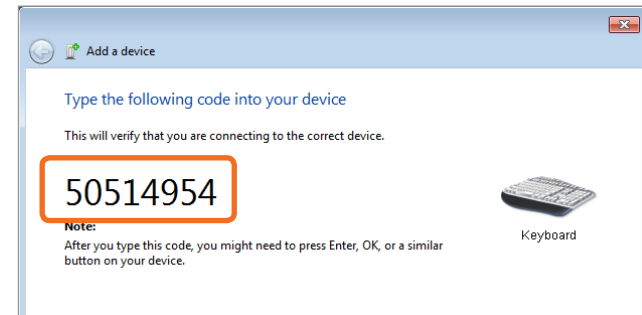 Add a device
Type the following code into your device
This will verify that you are connecting to the correct device.
50514954
Note:
After you type this code, you might need to press Enter, OK, or a similar
button on your device.
Keyboard